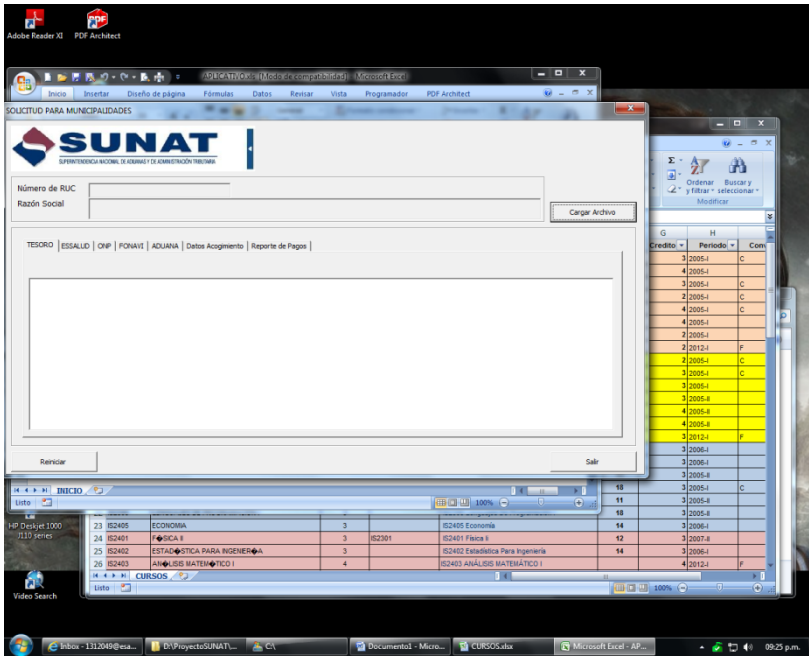 Adobe Reader XI
PDF Architect
APLICATIVO.xls [Modo de compatibilidad] - Microsoft Excel
Inicio Insertar Diseño de página Fórmulas Datos Revisar Vista Programador PDF Architect
SOLICITUD PARA MUNICIPALIDADES
SUNAT
SUPERINTENDENCIA NACIONAL DE ADUANAS Y DE ADMINISTRACIÓN TRIBUTARIA
Número de RUC
Razón Social
Cargar Archivo
TESORO ESSALUD ONP FONAVI ADUANA Datos Acogimiento Reporte de Pagos
Reiniciar
Salir
Ordenar y filtrar
Buscar y seleccionar
Modificar
G H
Credito Periodo Con
3 2005-I C
4 2005-I
3 2005-I C
2 2005-I C
4 2005-I C
4 2005-I
2 2005-I
2 2012-I F
2 2005-I C
3 2005-I C
3 2005-I
3 2005-II
4 2005-II
4 2005-II
3 2012-I F
3 2006-I
3 2006-I
3 2005-II
18 3 2005-I C
11 3 2005-II
18 3 2005-II
INICIO
Listo
100%
23 IS2405 ECONOMIA 3 IS2405 Economía 14 3 2006-I
24 IS2401 F�SICA II 3 IS2301 IS2401 Física II 12 3 2007-II
25 IS2402 ESTAD�STICA PARA INGENIER�A 3 IS2402 Estadística Para Ingeniería 14 3 2006-I
26 IS2403 AN�LISIS MATEM�TICO I 4 IS2403 ANÁLISIS MATEMÁTICO I 4 2012-I F
CURSOS
Listo
100%
HP Deskjet 1000 J110 series
Video Search
Inbox - 1312049@esa...
D:\ProyectoSUNAT\...
C:\
Documento1 - Micro...
CURSOS.xlsx
Microsoft Excel - AP...
09:25 p.m.